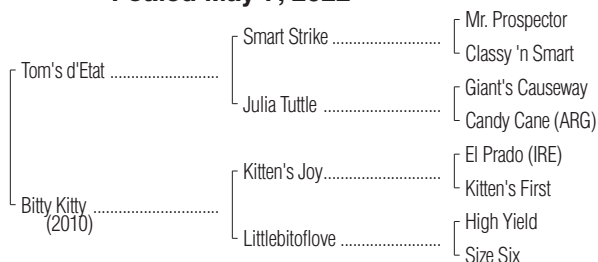 Foaled May 7, 2022
Mr. Prospector
Smart Strike ..........................
Classy 'n Smart
Tom's d'Etat ..........................
Giant's Causeway
Julia Tuttle ............................
Candy Cane (ARG)
El Prado (IRE)
Kitten's Joy............................
Kitten's First
Bitty Kitty ..............................
(2010)
High Yield
Littlebitoflove ........................
Size Six